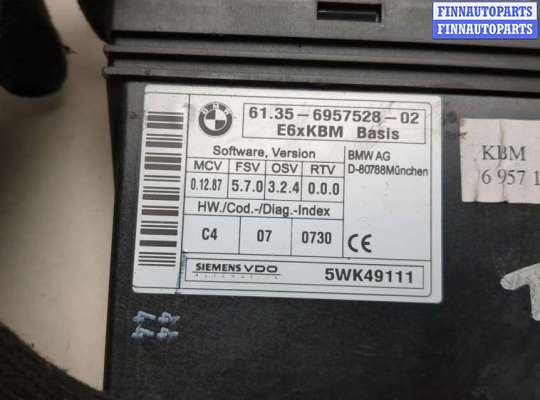 FINNAUTOPARTS
FINNAUTOPARTS
BMW
61.35 - 6957528 - 02
E6xKBM Basis
Software, Version
BMW AG
D-80788München
MCV FSV OSV RTV
0.12.87 5.7.0 3.2.4 0.0.0
HW./Cod.-/Diag.-Index
C4 07 0730
CE
SIEMENS VDO
Automotive
5WK49111
KBM
6 957 1